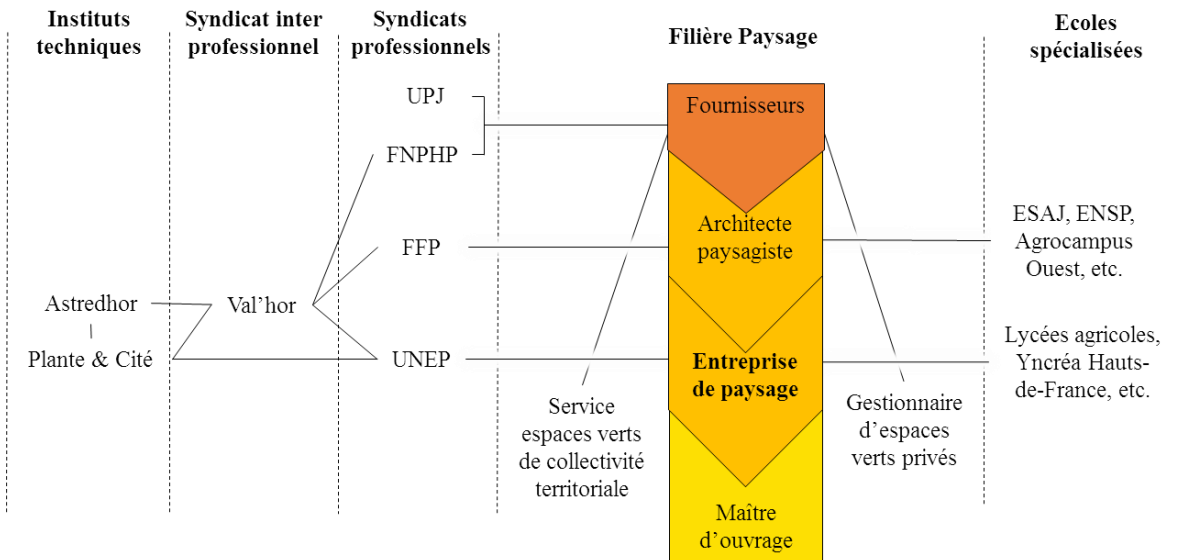 Instituts
techniques
Syndicat inter
professionnel
Syndicats
professionnels
Filière Paysage
Ecoles
spécialisées
UPJ
FNPHP
FFP
UNEP
Astredhor
Plante & Cité
Val’hor
Fournisseurs
Architecte
paysagiste
Entreprise
de paysage
Maître
d’ouvrage
Service
espaces verts
de collectivité
territoriale
Gestionnaire
d’espaces
verts privés
ESAJ, ENSP,
Agrocampus
Ouest, etc.
Lycées agricoles,
Yncréa Hauts-
de-France, etc.